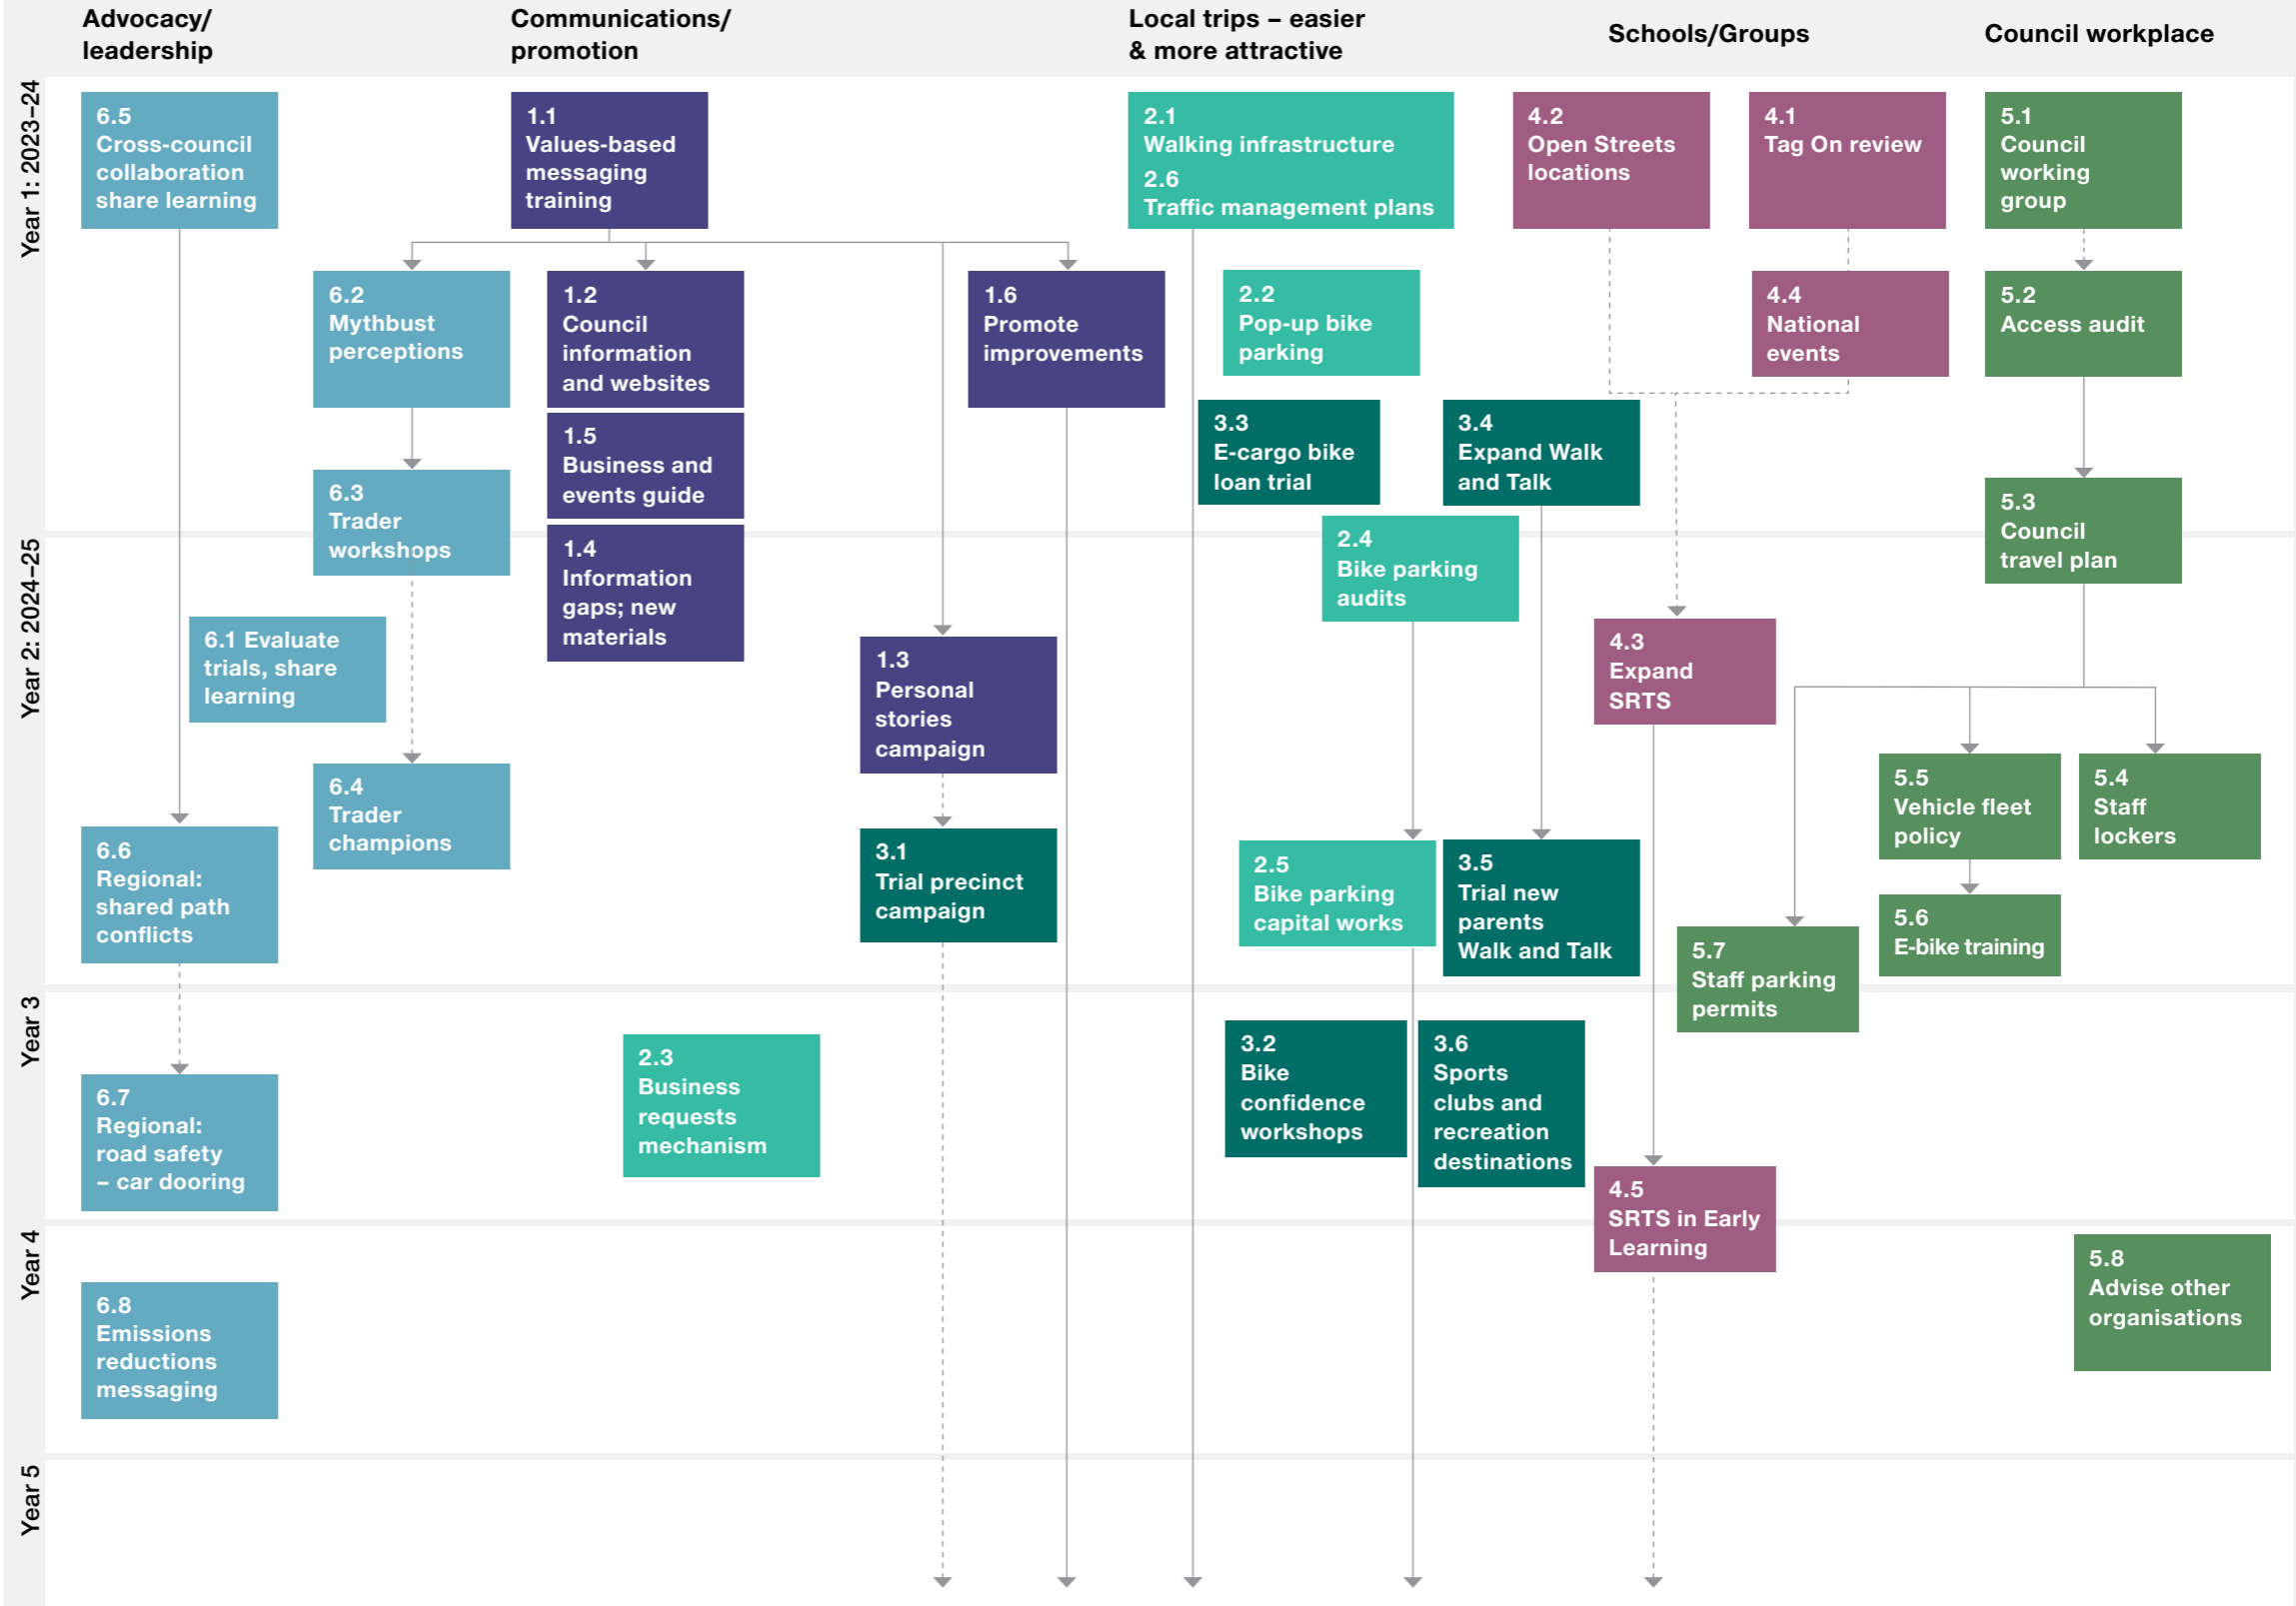 Advocacy/
leadership
Communications/
promotion
Local trips – easier
& more attractive
Schools/Groups
Council workplace
Year 1: 2023–24
6.5
Cross-council
collaboration
share learning
1.1
Values-based
messaging
training
2.1
Walking infrastructure
2.6
Traffic management plans
4.2
Open Streets
locations
4.1
Tag On review
5.1
Council
working
group
6.2
Mythbust
perceptions
1.2
Council
information
and websites
1.6
Promote
improvements
2.2
Pop-up bike
parking
4.4
National
events
5.2
Access audit
1.5
Business and
events guide
3.3
E-cargo bike
loan trial
3.4
Expand Walk
and Talk
6.3
Trader
workshops
5.3
Council
travel plan
Year 2: 2024–25
1.4
Information
gaps; new
materials
2.4
Bike parking
audits
6.1 Evaluate
trials, share
learning
1.3
Personal
stories
campaign
4.3
Expand
SRTS
6.4
Trader
champions
5.5
Vehicle fleet
policy
5.4
Staff
lockers
6.6
Regional:
shared path
conflicts
3.1
Trial precinct
campaign
2.5
Bike parking
capital works
3.5
Trial new
parents
Walk and Talk
5.6
E-bike training
5.7
Staff parking
permits
Year 3
6.7
Regional:
road safety
– car dooring
2.3
Business
requests
mechanism
3.2
Bike
confidence
workshops
3.6
Sports
clubs and
recreation
destinations
4.5
SRTS in Early
Learning
Year 4
6.8
Emissions
reductions
messaging
5.8
Advise other
organisations
Year 5